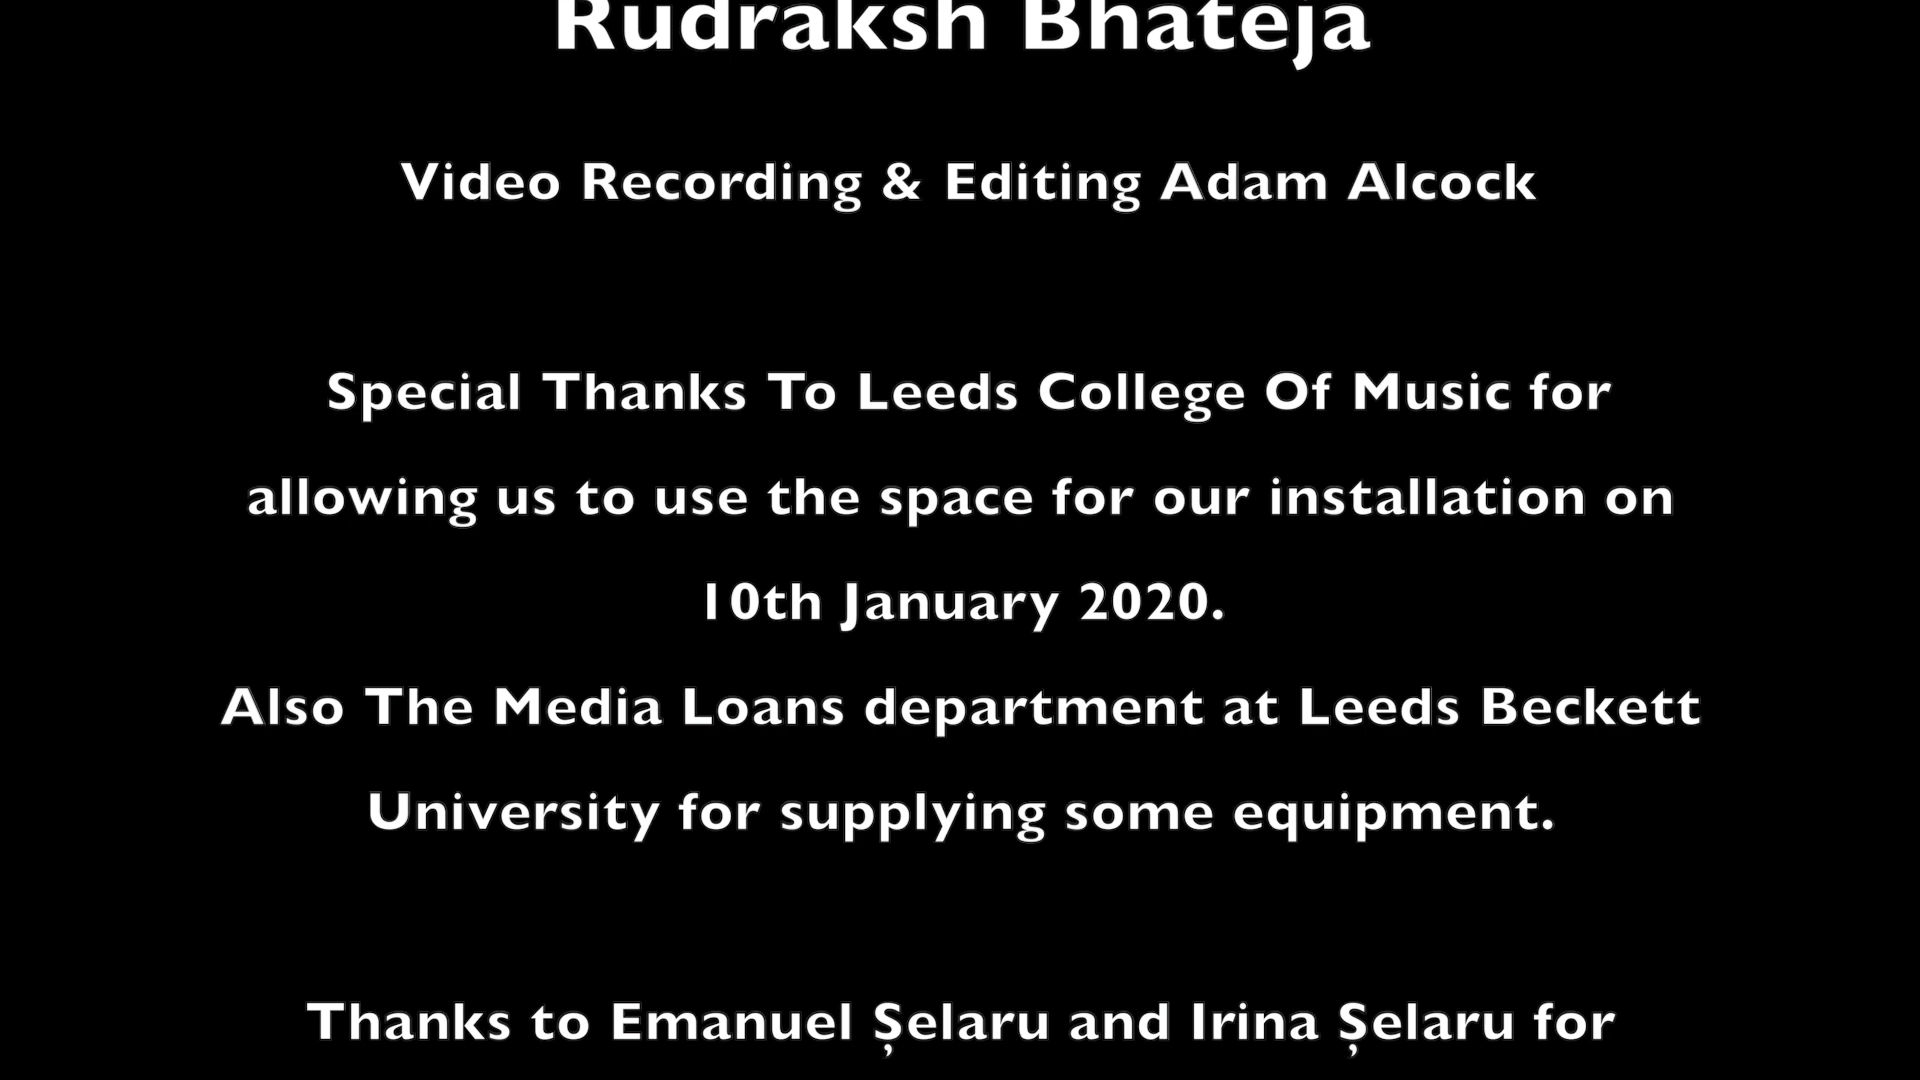 Rudraksh Bhateja
Video Recording & Editing Adam Alcock
Special Thanks To Leeds College Of Music for
allowing us to use the space for our installation on
10th January 2020.
Also The Media Loans department at Leeds Beckett
University for supplying some equipment.
Thanks to Emanuel Șelaru and Irina Șelaru for